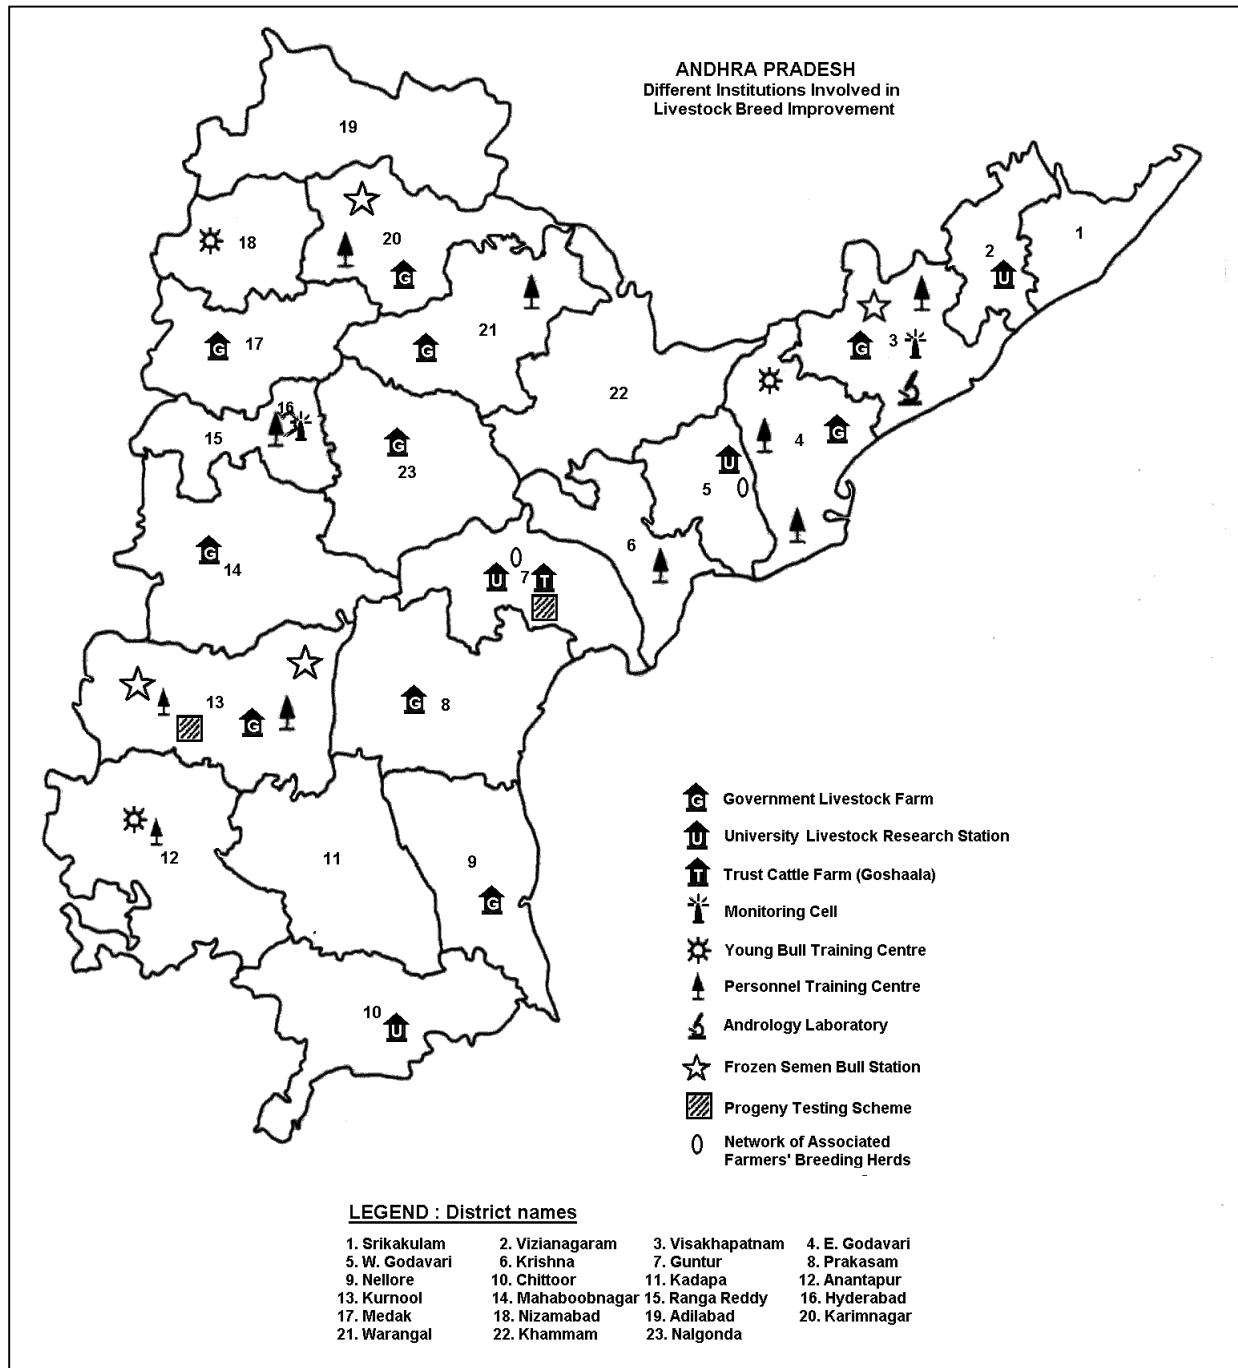 ANDHRA PRADESH
Different Institutions Involved in
Livestock Breed Improvement
19
1
18
20
2
21
3
17
22
16
15
4
23
5
6
14
7
13
8
12
11
9
10
G
G
U
G
G
G
G
G
U
G
U
T
G
G
G
U
G Government Livestock Farm
U University Livestock Research Station
T Trust Cattle Farm (Goshaala)
Monitoring Cell
Young Bull Training Centre
Personnel Training Centre
Andrology Laboratory
Frozen Semen Bull Station
Progeny Testing Scheme
Network of Associated
Farmers' Breeding Herds
LEGEND : District names
1. Srikakulam 2. Vizianagaram 3. Visakhapatnam 4. E. Godavari
5. W. Godavari 6. Krishna 7. Guntur 8. Prakasam
9. Nellore 10. Chittoor 11. Kadapa 12. Anantapur
13. Kurnool 14. Mahaboobnagar 15. Ranga Reddy 16. Hyderabad
17. Medak 18. Nizamabad 19. Adilabad 20. Karimnagar
21. Warangal 22. Khammam 23. Nalgonda